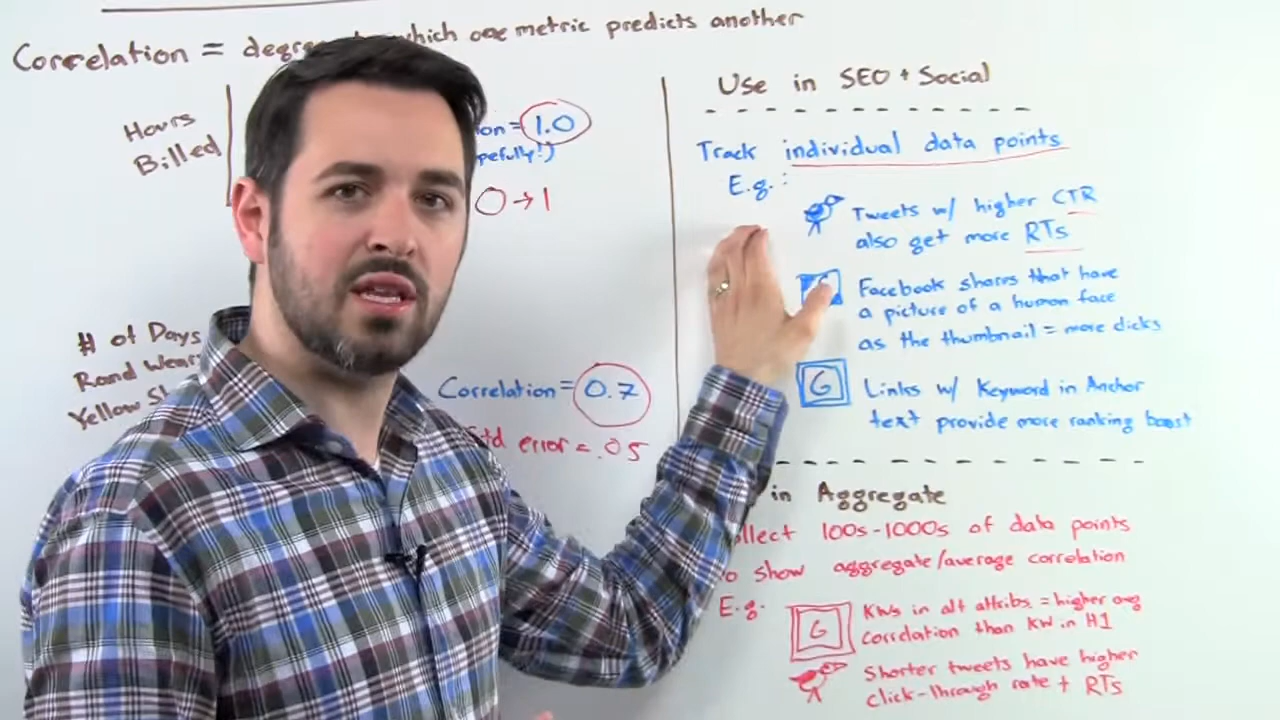 Correlation = degree which one metric predicts another
Hours
Billed
1.0
0 → 1
# of Days
Rand Wears
Yellow
Correlation = 0.7
error = .05
Use in SEO + Social
Track individual data points
E.g.:
Tweets w/ higher CTR
also get more RTs
Facebook shares that have
a picture of a human face
as the thumbnail = more clicks
G Links w/ Keyword in Anchor
text provide more ranking boost
in Aggregate
100s-1000s of data points
show aggregate/average correlation
E.g.
G KWs in alt attribs = higher avg
correlation than KW in H1
Shorter tweets have higher
click-through rate + RTs